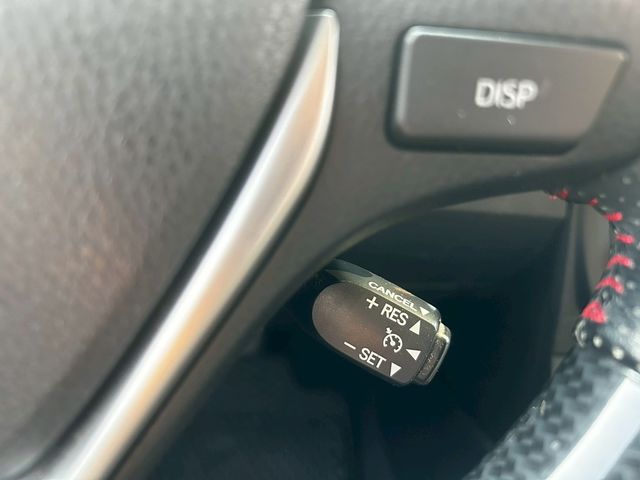 DISP
CANCEL
+ RES
− SET